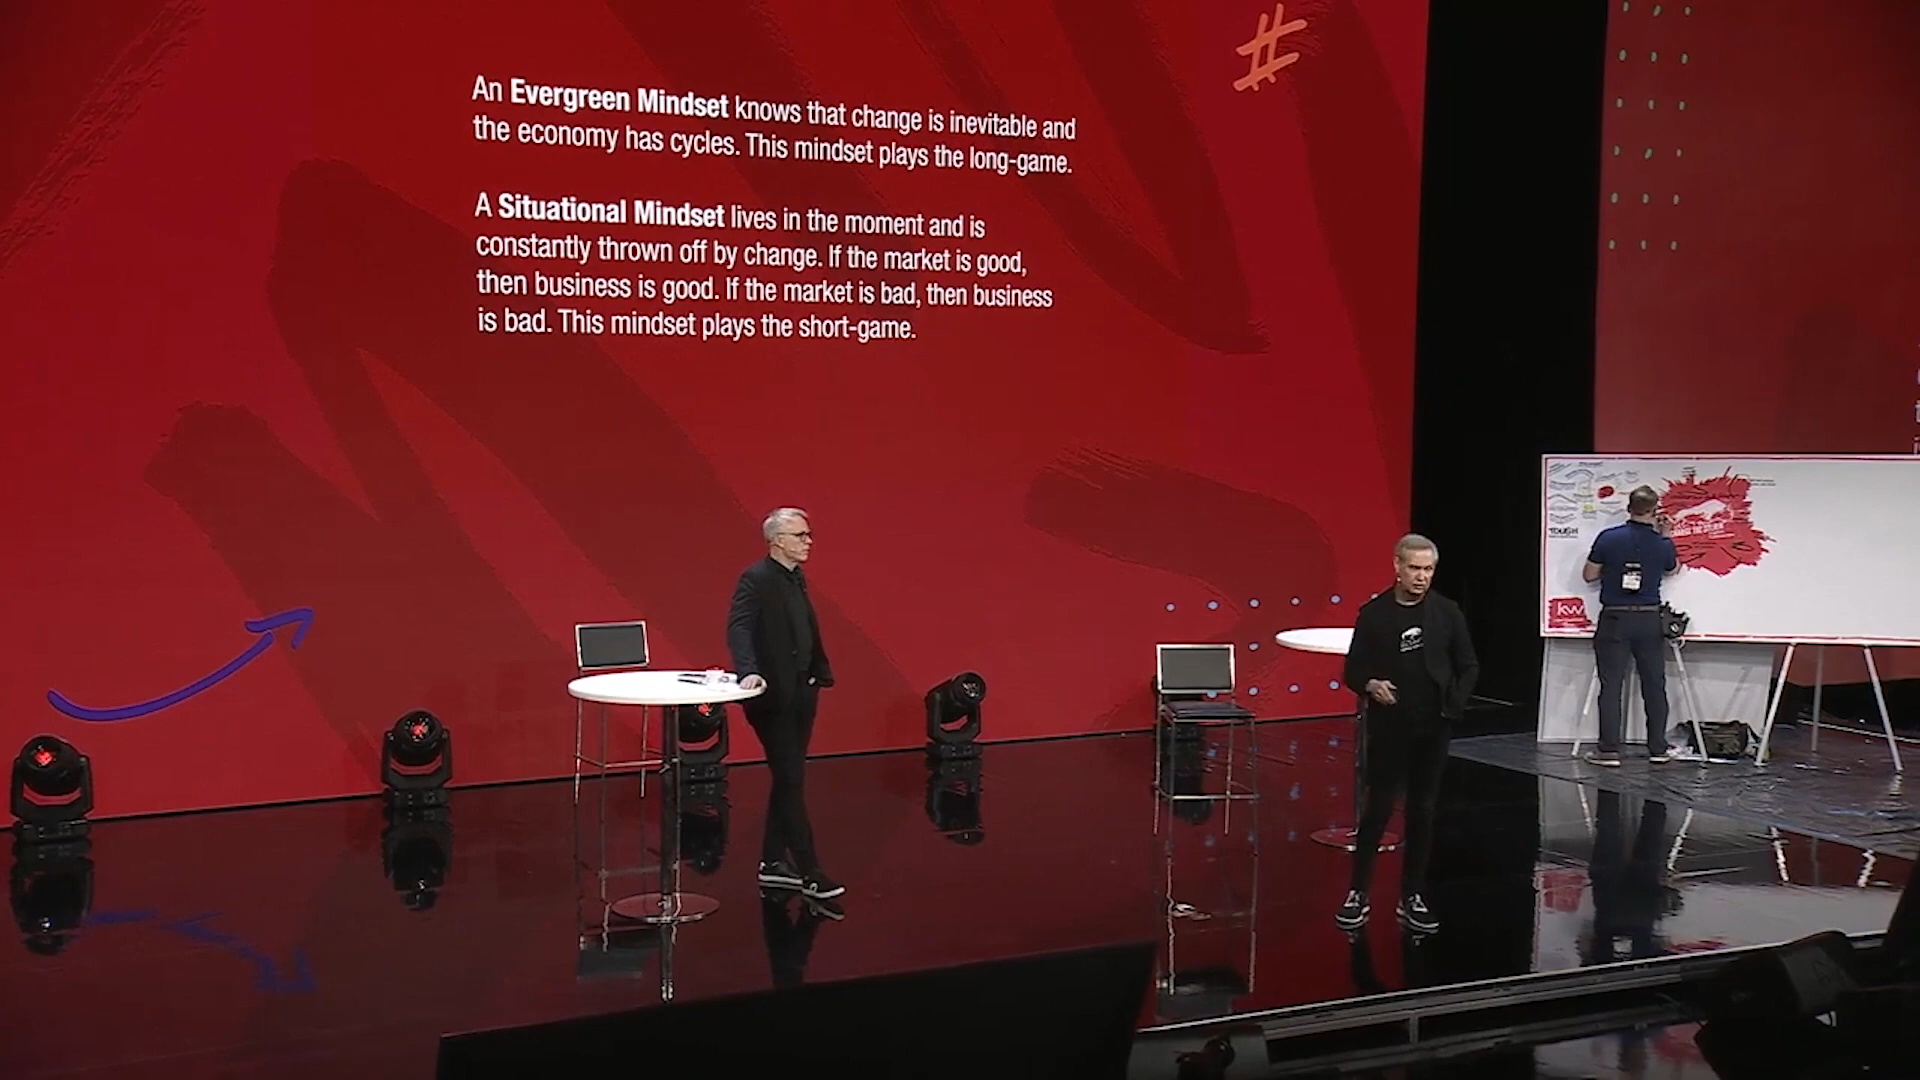 #
An Evergreen Mindset knows that change is inevitable and
the economy has cycles. This mindset plays the long-game.
A Situational Mindset lives in the moment and is
constantly thrown off by change. If the market is good,
then business is good. If the market is bad, then business
is bad. This mindset plays the short-game.
TOUGH
kw